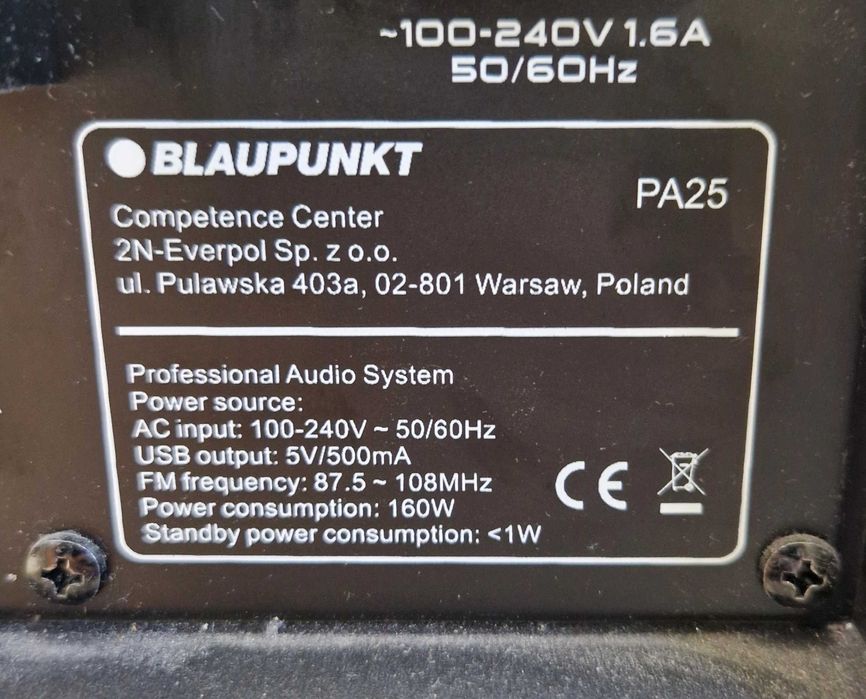 ~100-240V 1.6A
50/60Hz
BLAUPUNKT
PA25
Competence Center
2N-Everpol Sp. z o.o.
ul. Pulawska 403a, 02-801 Warsaw, Poland
Professional Audio System
Power source:
AC input: 100-240V ~ 50/60Hz
USB output: 5V/500mA
FM frequency: 87.5 ~ 108MHz
Power consumption: 160W
Standby power consumption: <1W
CE